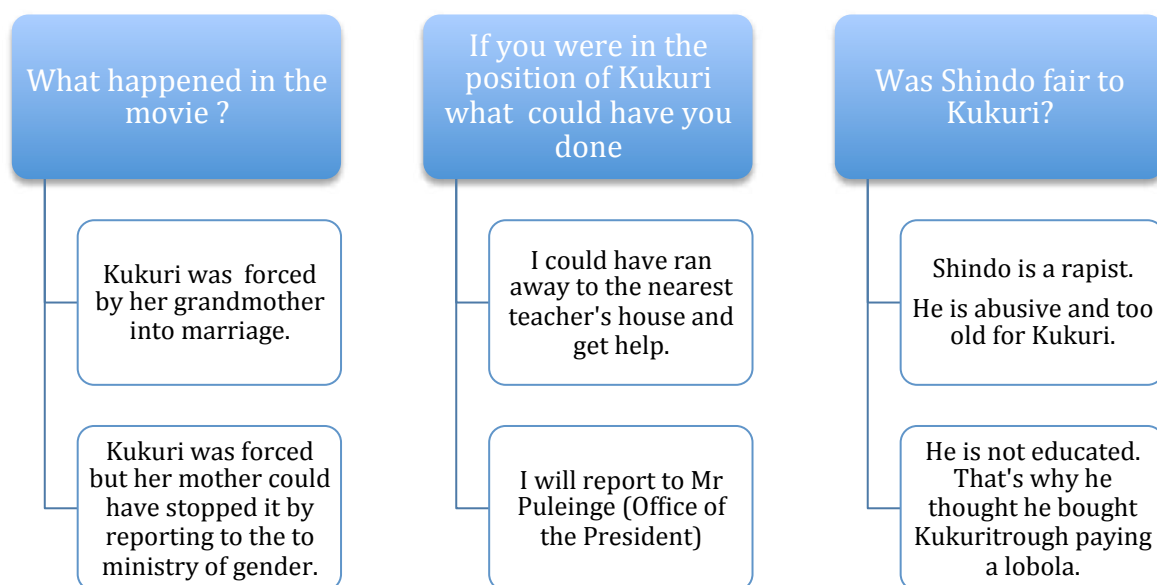 What happened in the
movie ?
Kukuri was forced
by her grandmother
into marriage.
Kukuri was forced
but her mother could
have stopped it by
reporting to the to
ministry of gender.
If you were in the
position of Kukuri
what could have you
done
I could have ran
away to the nearest
teacher's house and
get help.
I will report to Mr
Puleinge (Office of
the President)
Was Shindo fair to
Kukuri?
Shindo is a rapist.
He is abusive and too
old for Kukuri.
He is not educated.
That's why he
thought he bought
Kukuritrough paying
a lobola.